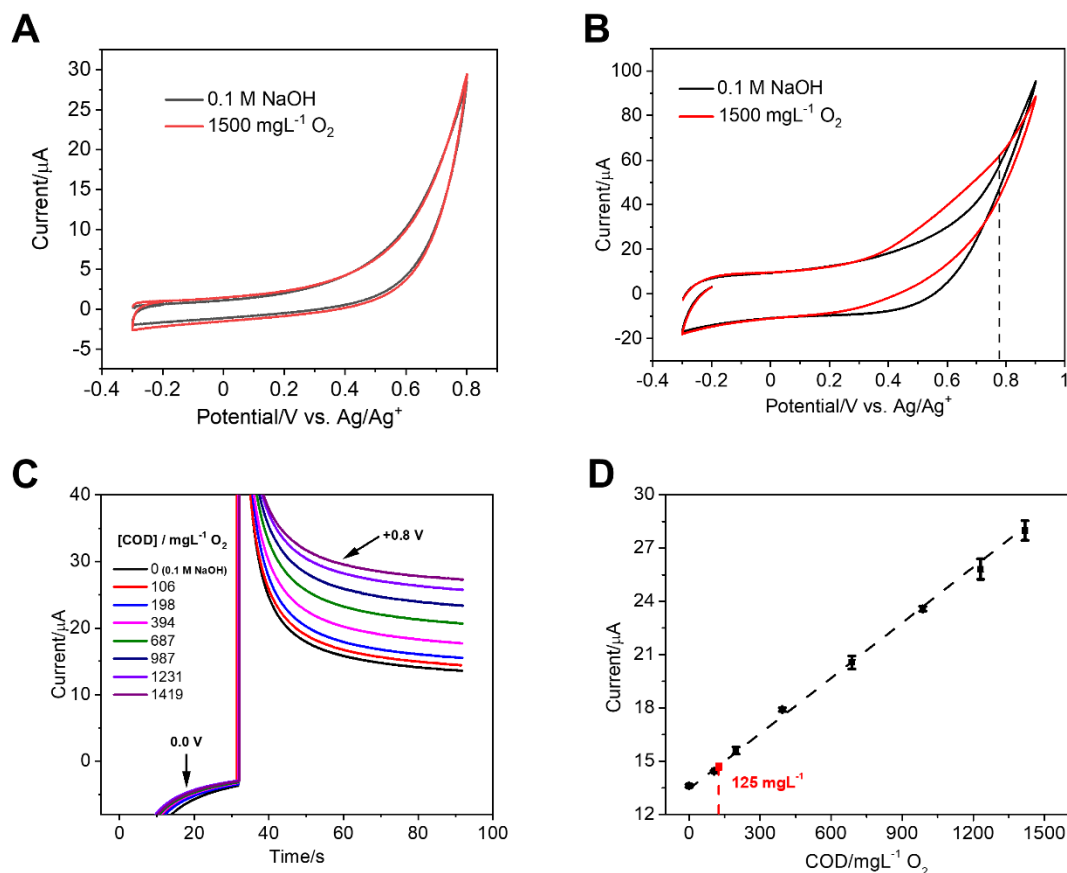 A
30
25
20
15
10
5
0
-5
Current/µA
0.1 M NaOH
1500 mgL⁻¹ O₂
-0.4 -0.2 0 0.2 0.4 0.6 0.8
Potential/V vs. Ag/Ag⁺
B
100
80
60
40
20
0
-20
Current/µA
0.1 M NaOH
1500 mgL⁻¹ O₂
-0.4 -0.2 0 0.2 0.4 0.6 0.8 1
Potential/V vs. Ag/Ag⁺
C
40
30
20
10
0
Current/µA
[COD] / mgL⁻¹ O₂
0 (0.1 M NaOH)
106
198
394
687
987
1231
1419
+0.8 V
0.0 V
0 20 40 60 80 100
Time/s
D
30
27
24
21
18
15
12
Current/µA
125 mgL⁻¹
0 300 600 900 1200 1500
COD/mgL⁻¹ O₂